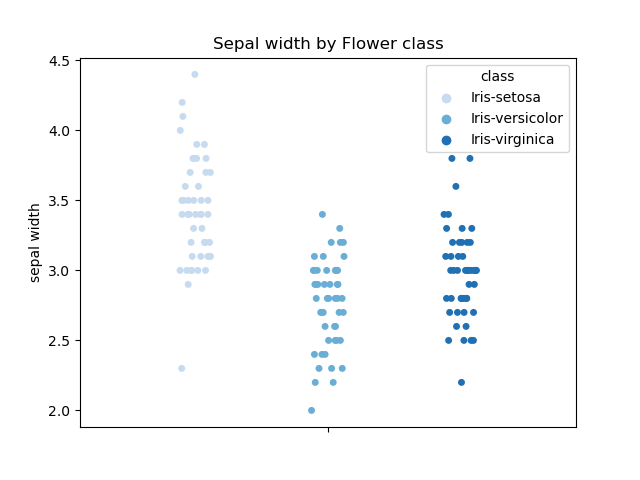 Sepal width by Flower class
4.5
4.0
3.5
3.0
2.5
2.0
sepal width
class
Iris-setosa
Iris-versicolor
Iris-virginica